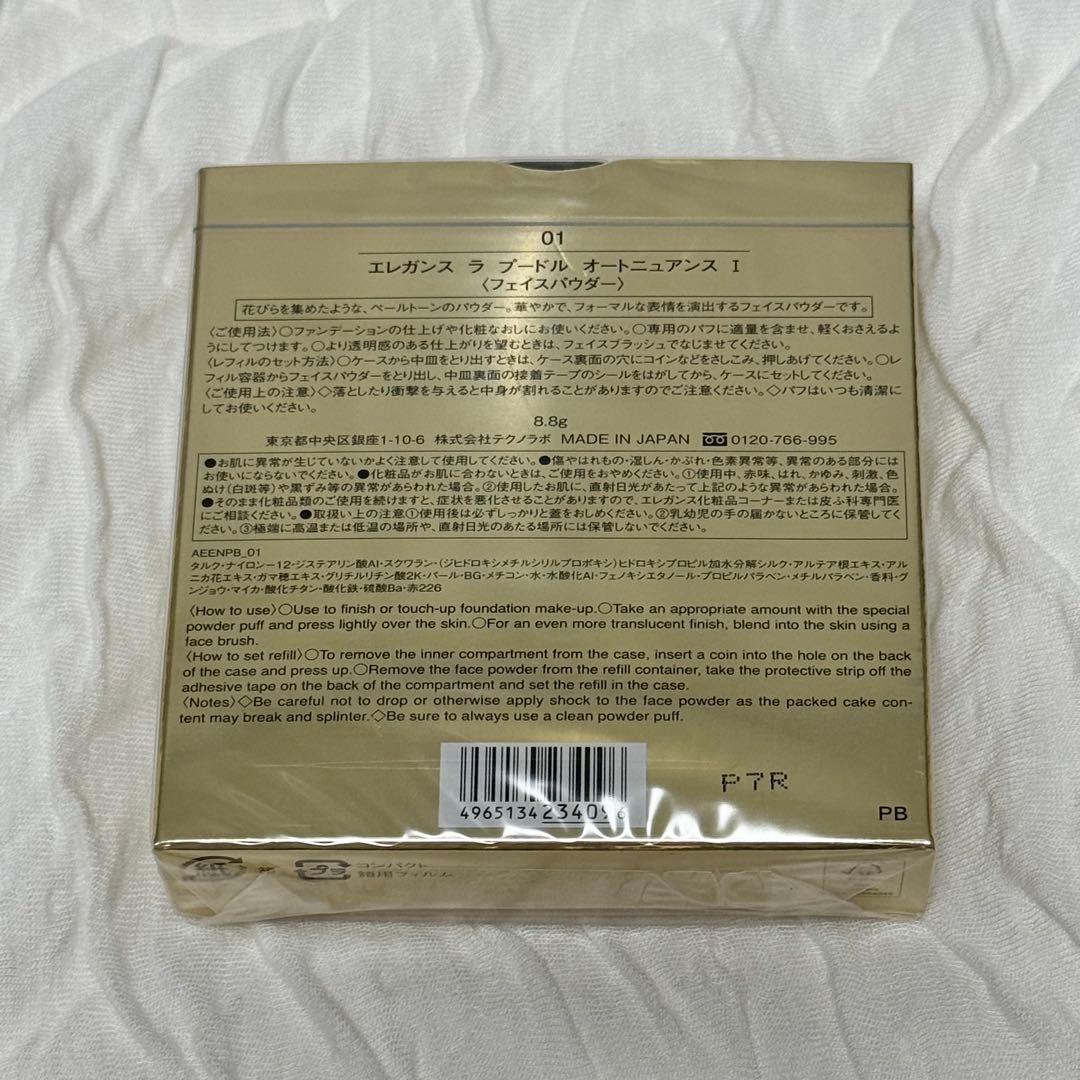 01
エレガンス ラ プードル オートニュアンス I
〈フェイスパウダー〉
花びらを集めたような、ペールトーンのパウダー。華やかで、フォーマルな表情を演出するフェイスパウダーです。
〈ご使用法〉○ファンデーションの仕上げや化粧なおしにお使いください。○専用のパフに適量を含ませ、軽くおさえるよ
うにしてつけます。○より透明感のある仕上がりを望むときは、フェイスブラッシュでなじませてください。
〈レフィルのセット方法〉○ケースから中皿をとり出すときは、ケース裏面の穴にコインなどをさしこみ、押しあげてください。○レ
フィル容器からフェイスパウダーをとり出し、中皿裏面の接着テープのシールをはがしてから、ケースにセットしてください。
〈ご使用上の注意〉◇落としたり衝撃を与えると中身が割れることがありますのでご注意ください。◇パフはいつも清潔に
してお使いください。
8.8g
東京都中央区銀座1-10-6 株式会社テクノラボ MADE IN JAPAN 0120-766-995
●お肌に異常が生じていないかよく注意して使用してください。●傷やはれもの・湿しん・かぶれ・色素異常等、異常のある部分には
お使いにならないでください。●化粧品がお肌に合わないときは、ご使用をおやめください。①使用中、赤味、はれ、かゆみ、刺激、色
ぬけ(白斑等)や黒ずみ等の異常があらわれた場合。②使用したお肌に、直射日光があたって上記のような異常があらわれた場合。
●そのまま化粧品類のご使用を続けますと、症状を悪化させることがありますので、エレガンス化粧品コーナーまたは皮ふ科専門医
にご相談ください。●取扱い上の注意①使用後は必ずしっかりと蓋をおしめください。②乳幼児の手の届かないところに保管してく
ださい。③極端に高温または低温の場所や、直射日光のあたる場所には保管しないでください。
AEENPB_01
タルク・ナイロン-12・ジステアリン酸Al・スクワラン・(ジヒドロキシメチルシリルプロポキシ)ヒドロキシプロピル加水分解シルク・アルテア根エキス・アル
ニカ花エキス・ガマ穂エキス・グリチルリチン酸2K・パール・BG・メチコン・水・水酸化Al・フェノキシエタノール・プロピルパラベン・メチルパラベン・香料・グ
ンジョウ・マイカ・酸化チタン・酸化鉄・硫酸Ba・赤226
〈How to use〉○Use to finish or touch-up foundation make-up.○Take an appropriate amount with the special
powder puff and press lightly over the skin.○For an even more translucent finish, blend into the skin using a
face brush.
〈How to set refill〉○To remove the inner compartment from the case, insert a coin into the hole on the back
of the case and press up.○Remove the face powder from the refill container, take the protective strip off the
adhesive tape on the back of the compartment and set the refill in the case.
〈Notes〉◇Be careful not to drop or otherwise apply shock to the face powder as the packed cake con-
tent may break and splinter.◇Be sure to always use a clean powder puff.
4965134234096
P7R
PB
紙
プラ
コンパクト
箱用フィルム